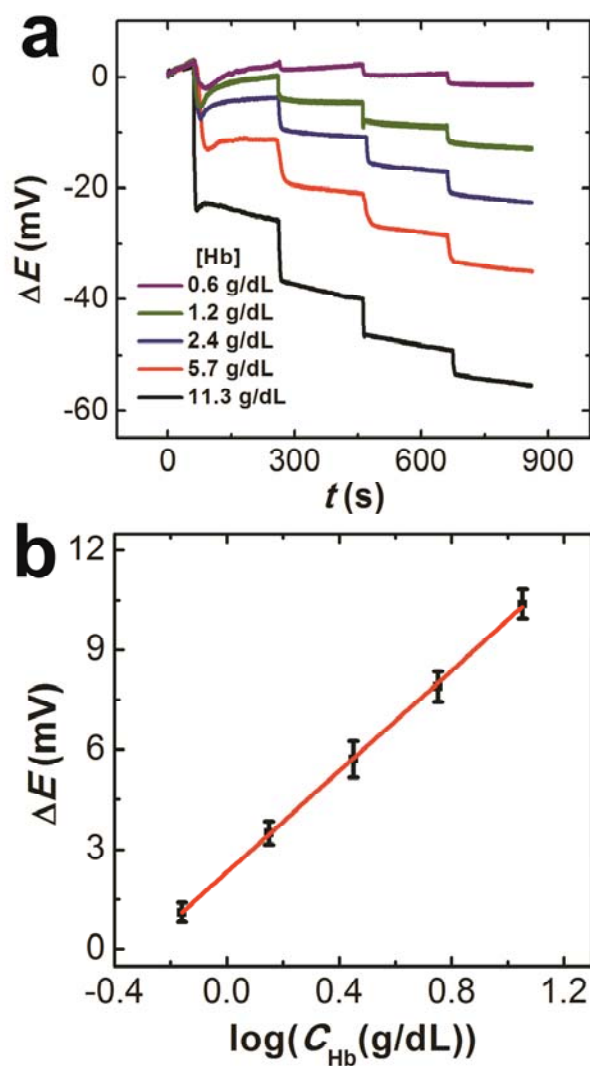 a
0
-20
-40
-60
ΔE (mV)
[Hb]
0.6 g/dL
1.2 g/dL
2.4 g/dL
5.7 g/dL
11.3 g/dL
0 300 600 900
t (s)
b
12
9
6
3
0
ΔE (mV)
-0.4 0.0 0.4 0.8 1.2
log(C_Hb(g/dL))